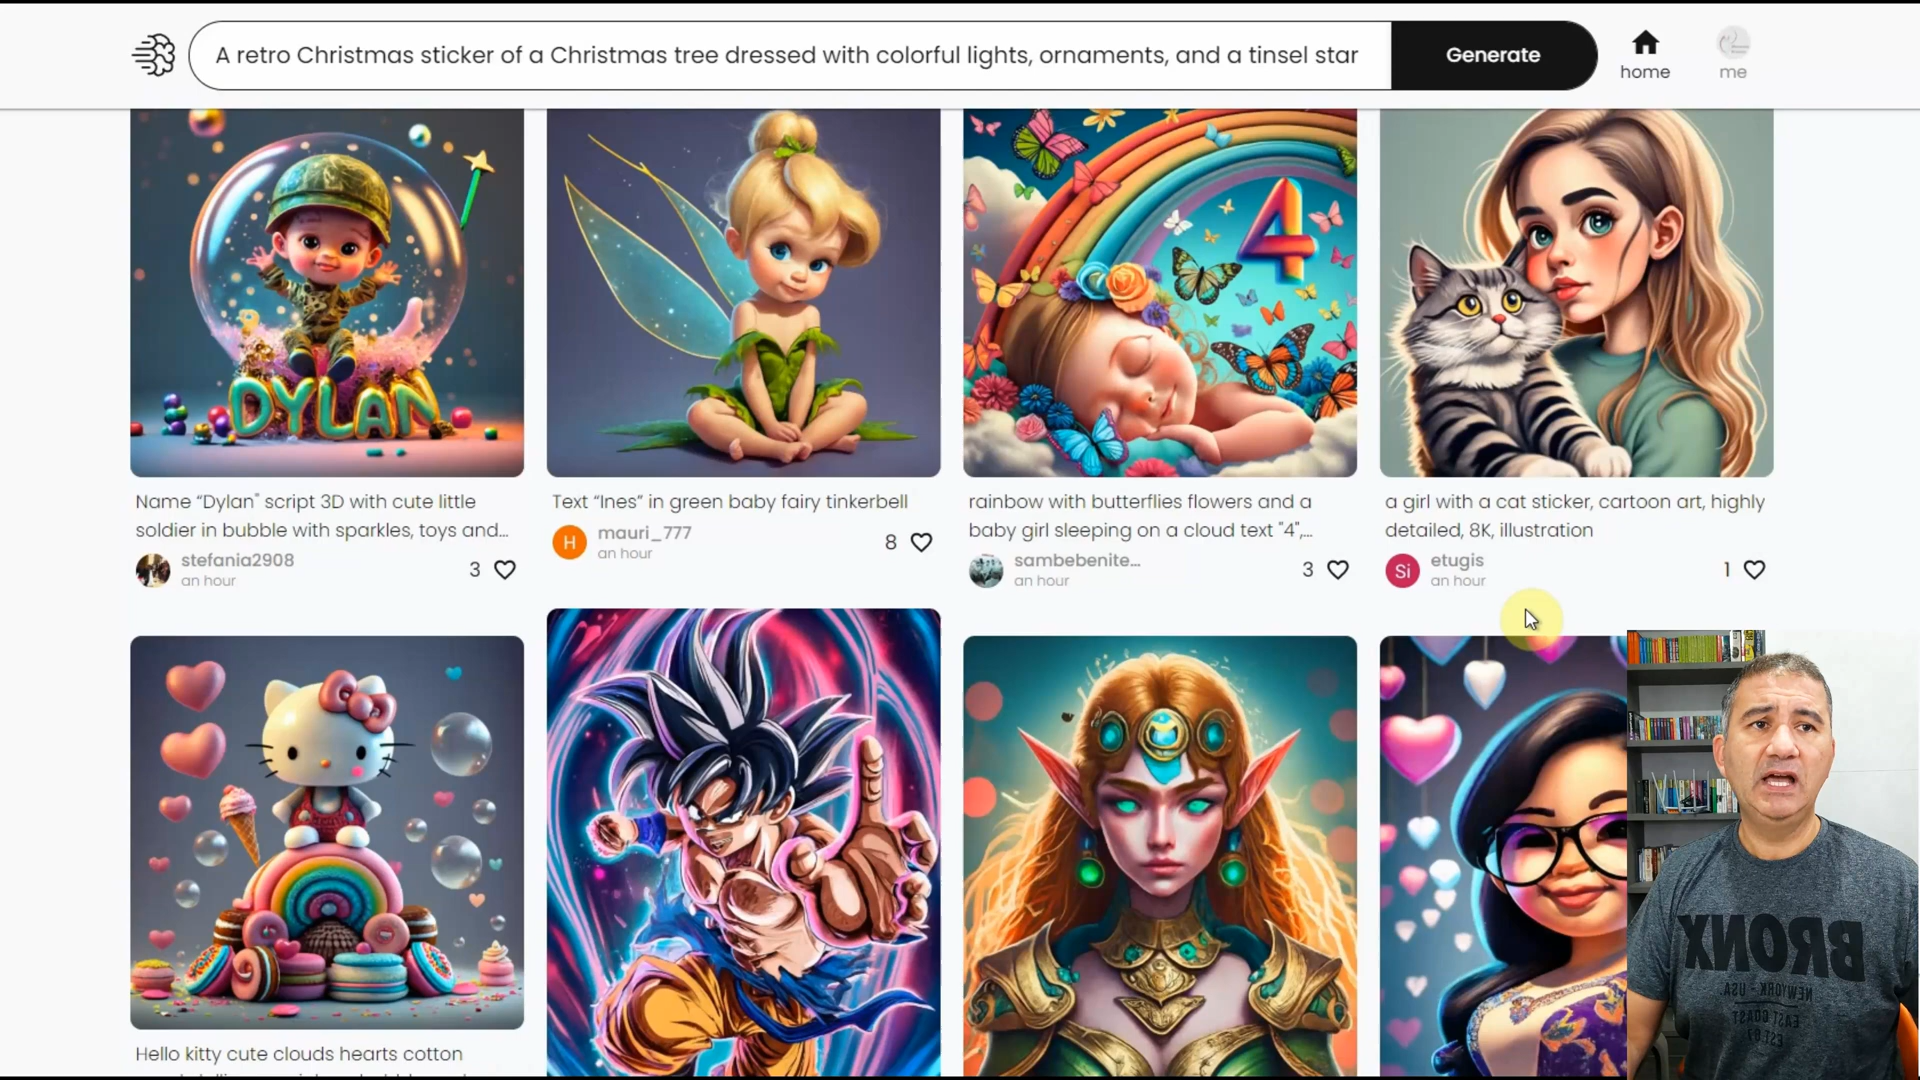 A retro Christmas sticker of a Christmas tree dressed with colorful lights, ornaments, and a tinsel star
Generate
home
me
DYLAN
4
Name “Dylan" script 3D with cute little
soldier in bubble with sparkles, toys and...
stefania2908
an hour
3
Text “Ines” in green baby fairy tinkerbell
H
mauri_777
an hour
8
rainbow with butterflies flowers and a
baby girl sleeping on a cloud text "4",...
sambebenite...
an hour
3
a girl with a cat sticker, cartoon art, highly
detailed, 8K, illustration
Si
etugis
an hour
1
Hello kitty cute clouds hearts cotton
BRONX
NEWYORK - USA.
EAST COAST